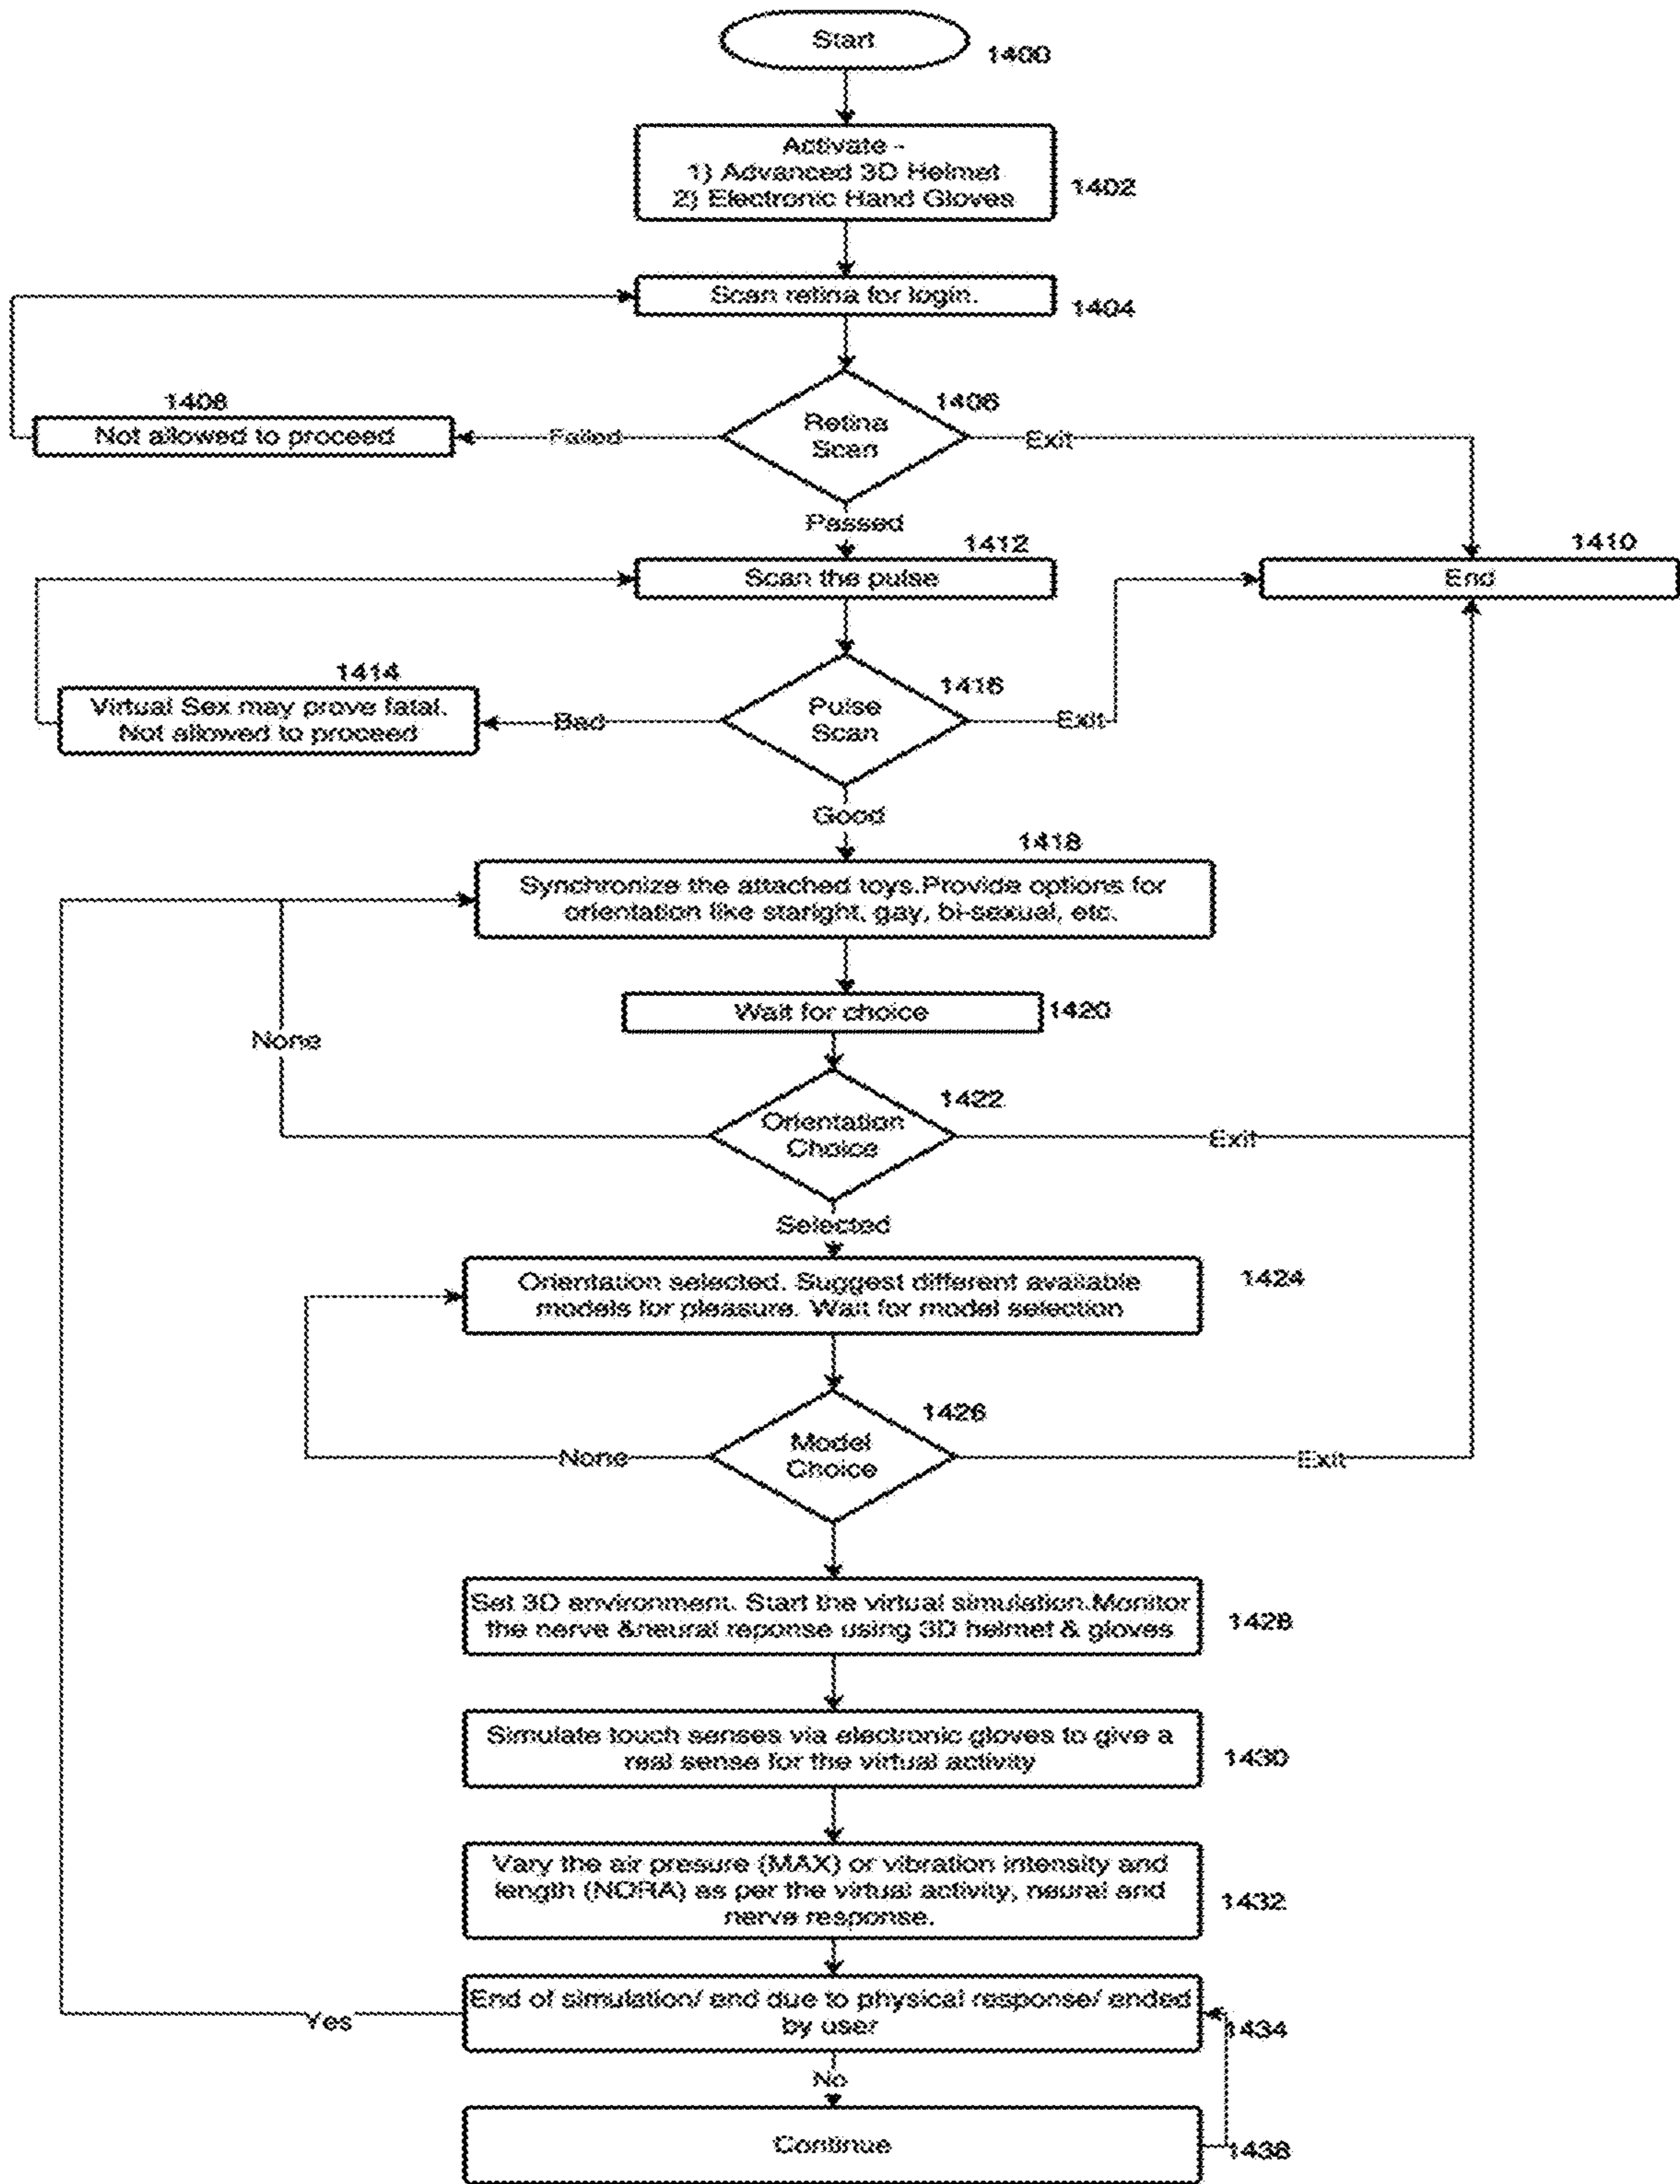 Start
1400
Activate -
1) Advanced 3D Helmet
2) Electronic Hand Gloves
1402
Scan retina for login.
1404
1408
Not allowed to proceed
Failed
Retina
Scan
1406
Exit
Passed
1412
Scan the pulse
1410
End
1414
Virtual Sex may prove fatal.
Not allowed to proceed
Bad
Pulse
Scan
1416
Exit
Good
1418
Synchronize the attached toys.Provide options for
orientation like staright, gay, bi-sexual, etc.
Wait for choice
1420
None
Orientation
Choice
1422
Exit
Selected
Orientation selected. Suggest different available
models for pleasure. Wait for model selection
1424
None
Model
Choice
1426
Exit
Set 3D environment. Start the virtual simulation.Monitor
the nerve &neural reponse using 3D helmet & gloves
1428
Simulate touch senses via electronic gloves to give a
real sense for the virtual activity
1430
Vary the air presure (MAX) or vibration intensity and
length (NORA) as per the virtual activity, neural and
nerve response.
1432
Yes
End of simulation/ end due to physical response/ ended
by user
1434
No
Continue
1438